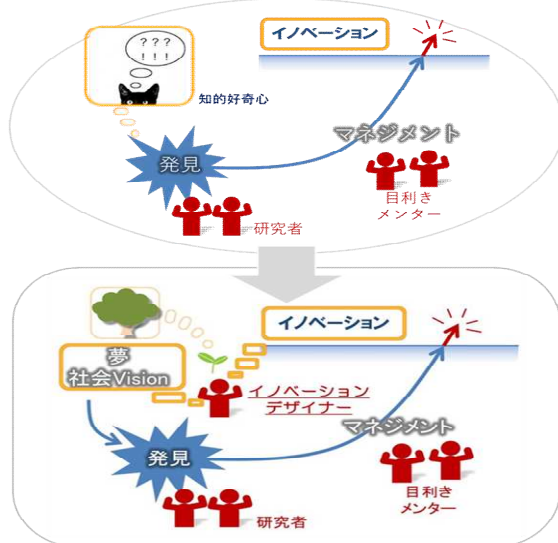 ? ? ?
! ! !
イノベーション
知的好奇心
マネジメント
発見
目利き
メンター
研究者
イノベーション
夢
社会Vision
イノベーション
デザイナー
マネジメント
発見
目利き
メンター
研究者